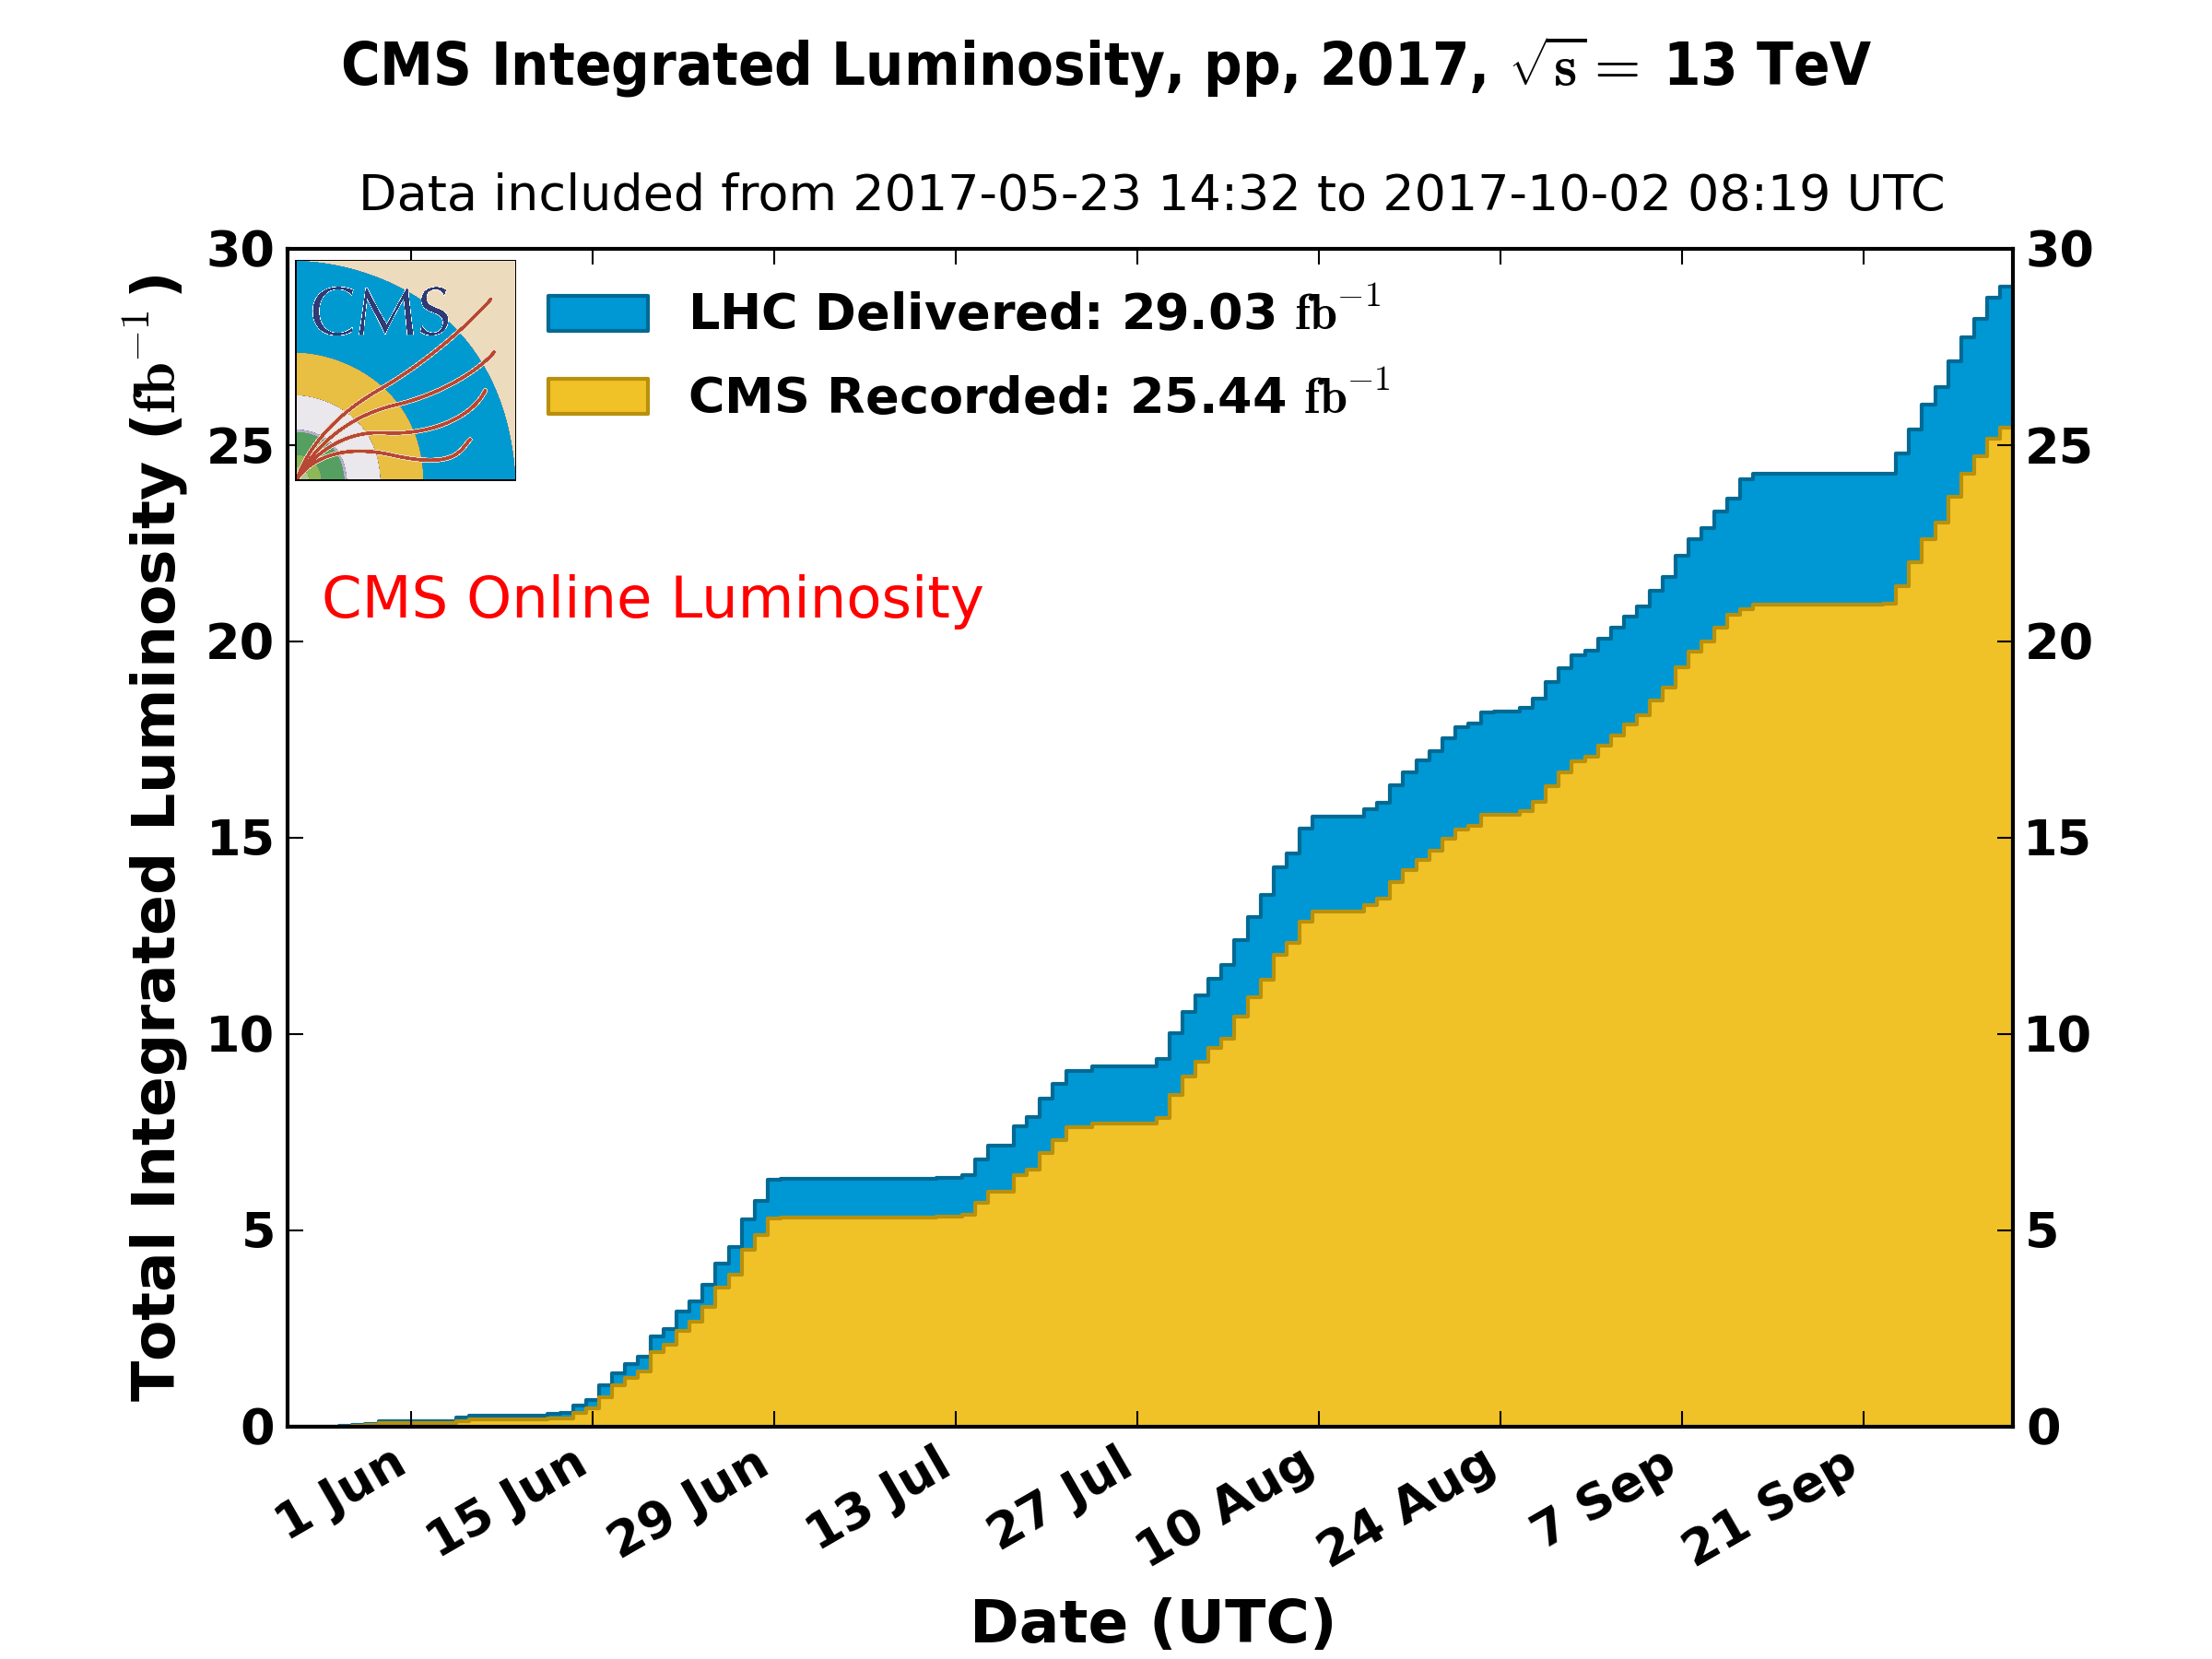 CMS Integrated Luminosity, pp, 2017, √s = 13 TeV
Data included from 2017-05-23 14:32 to 2017-10-02 08:19 UTC
CMS
LHC Delivered: 29.03 fb⁻¹
CMS Recorded: 25.44 fb⁻¹
CMS Online Luminosity
Total Integrated Luminosity (fb⁻¹)
30
25
20
15
10
5
0
30
25
20
15
10
5
0
1 Jun
15 Jun
29 Jun
13 Jul
27 Jul
10 Aug
24 Aug
7 Sep
21 Sep
Date (UTC)